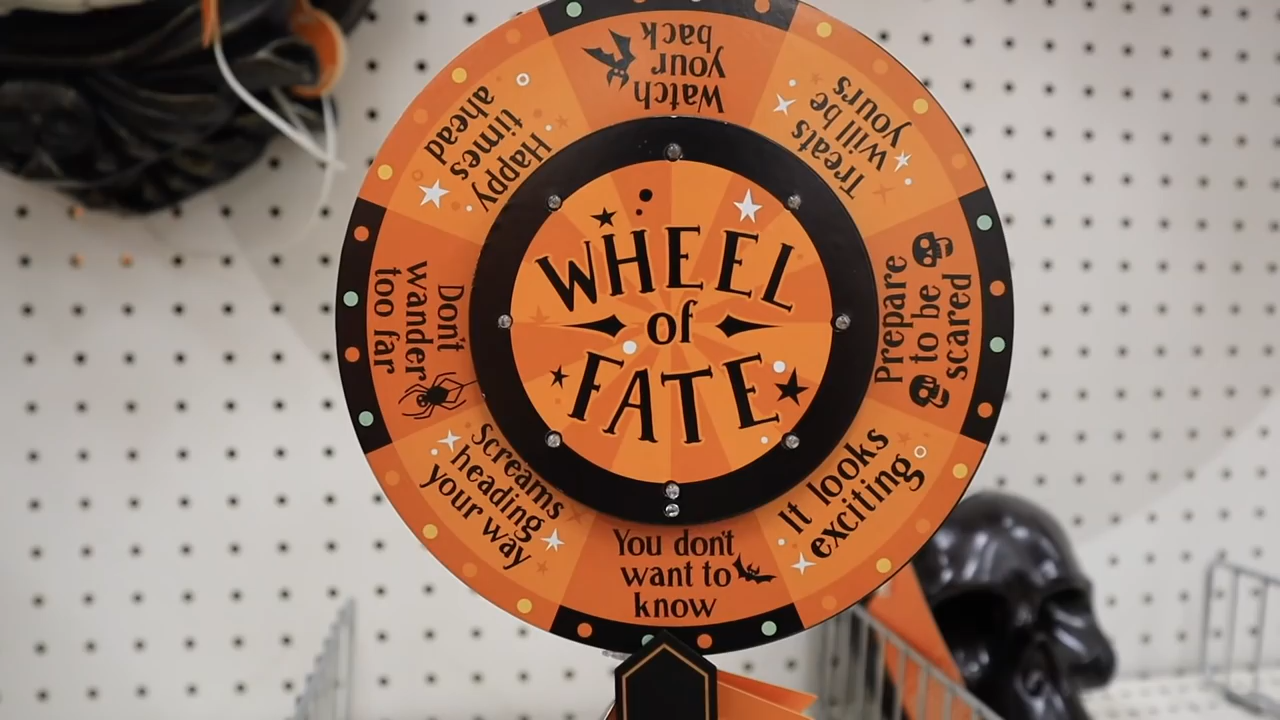 WHEEL
of
FATE
Watch
your
back
Treats
will be
yours
Prepare
to be
scared
It looks
exciting
You don't
want to
know
Screams
heading
your way
Don't
wander
too far
Happy
times
ahead